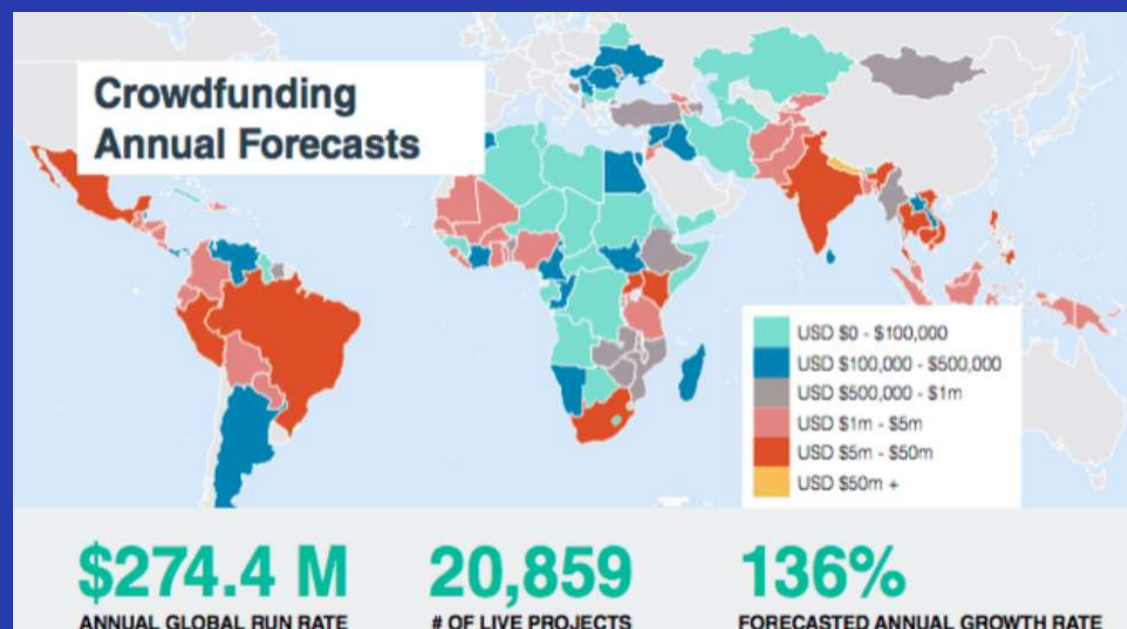 Crowdfunding
Annual Forecasts
USD $0 - $100,000
USD $100,000 - $500,000
USD $500,000 - $1m
USD $1m - $5m
USD $5m - $50m
USD $50m +
$274.4 M
ANNUAL GLOBAL RUN RATE
20,859
# OF LIVE PROJECTS
136%
FORECASTED ANNUAL GROWTH RATE